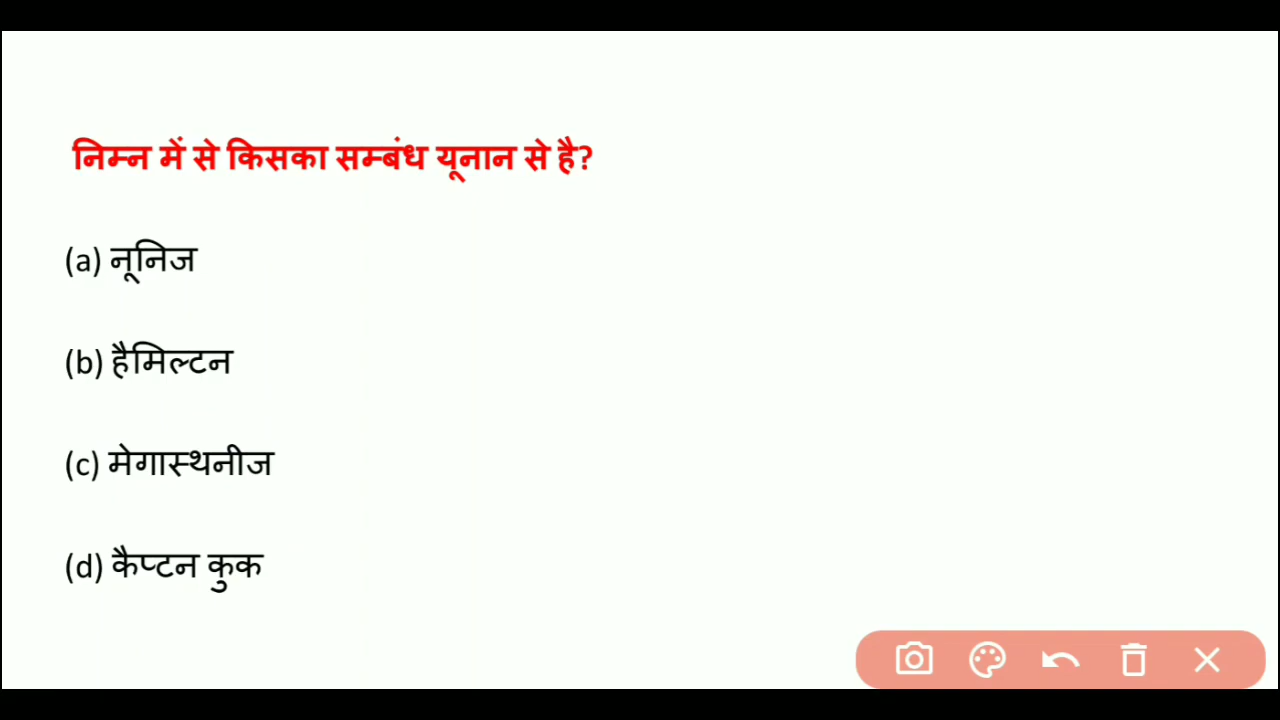 निम्न में से किसका सम्बंध यूनान से है?
(a) नूनिज
(b) हैमिल्टन
(c) मेगास्थनीज
(d) कैप्टन कुक